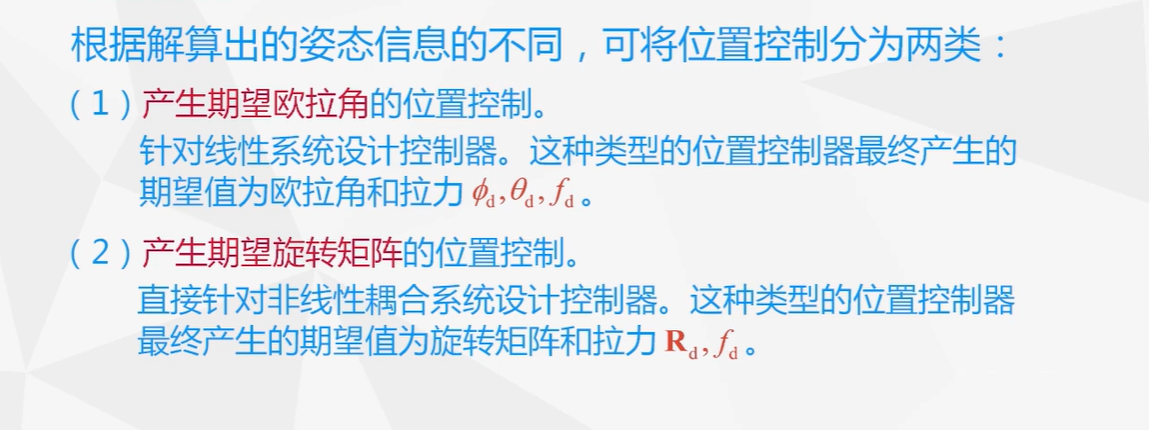 根据解算出的姿态信息的不同，可将位置控制分为两类：
（1）产生期望欧拉角的位置控制。
针对线性系统设计控制器。这种类型的位置控制器最终产生的
期望值为欧拉角和拉力 ϕd,θd,fd 。
（2）产生期望旋转矩阵的位置控制。
直接针对非线性耦合系统设计控制器。这种类型的位置控制器
最终产生的期望值为旋转矩阵和拉力 Rd,fd 。